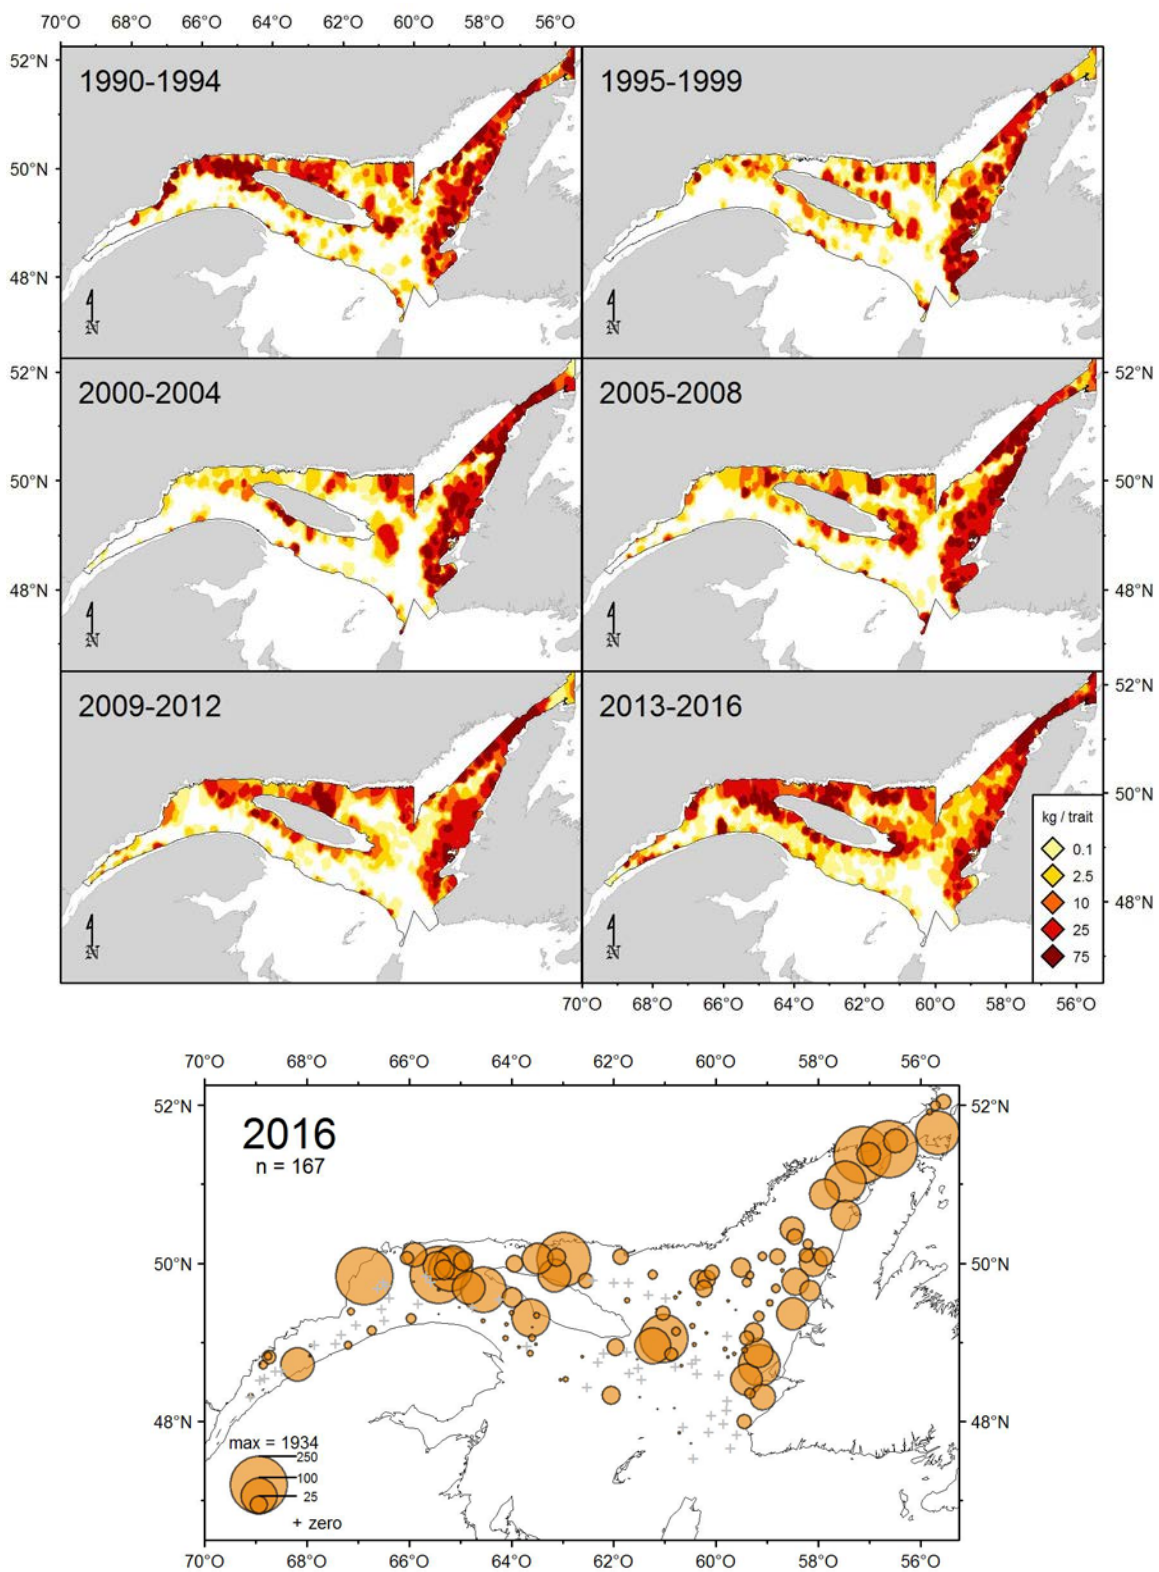 70°O 68°O 66°O 64°O 62°O 60°O 58°O 56°O
52°N
1990-1994
1995-1999
50°N
48°N
N
N
52°N
2000-2004
2005-2008
52°N
50°N
50°N
48°N
48°N
N
N
52°N
2009-2012
2013-2016
52°N
50°N
50°N
kg / trait
0.1
2.5
10
25
75
48°N
48°N
N
N
70°O 68°O 66°O 64°O 62°O 60°O 58°O 56°O
70°O 68°O 66°O 64°O 62°O 60°O 58°O 56°O
52°N
52°N
2016
n = 167
50°N
50°N
48°N
48°N
max = 1934
250
100
25
+ zero
70°O 68°O 66°O 64°O 62°O 60°O 58°O 56°O